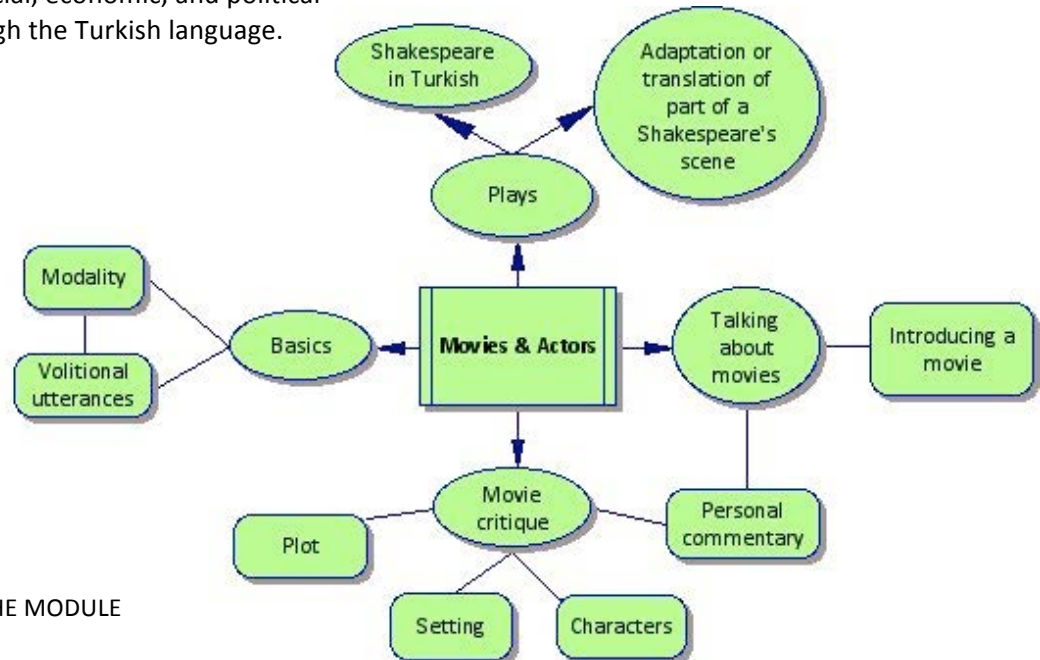 cial, economic, and political
gh the Turkish language.
Shakespeare
in Turkish
Adaptation or
translation of
part of a
Shakespeare's
scene
Plays
Modality
Volitional
utterances
Basics
Movies & Actors
Talking
about
movies
Introducing a
movie
Movie
critique
Personal
commentary
Plot
Setting
Characters
IE MODULE